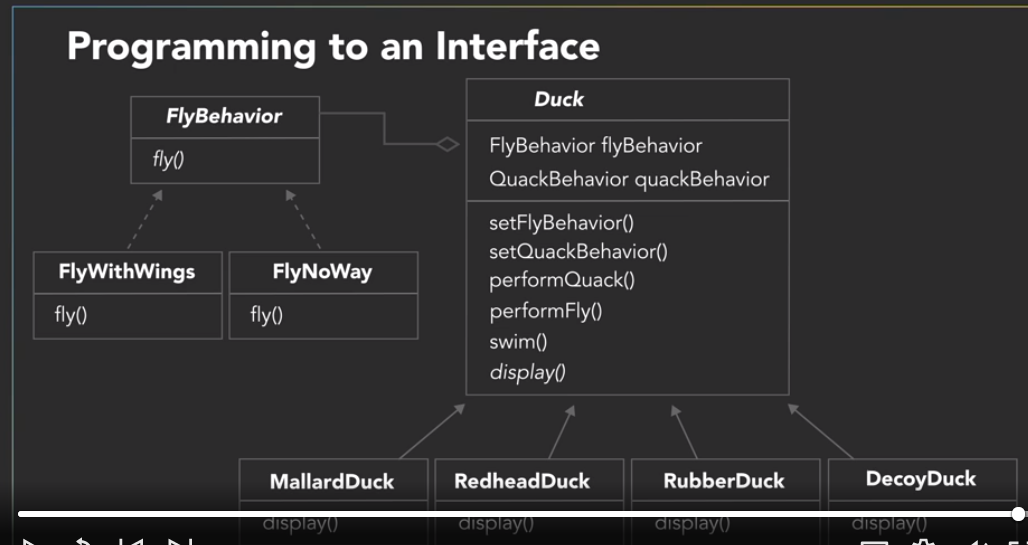 Programming to an Interface
FlyBehavior
fly()
FlyWithWings
fly()
FlyNoWay
fly()
Duck
FlyBehavior flyBehavior
QuackBehavior quackBehavior
setFlyBehavior()
setQuackBehavior()
performQuack()
performFly()
swim()
display()
MallardDuck
display()
RedheadDuck
display()
RubberDuck
display()
DecoyDuck
display()